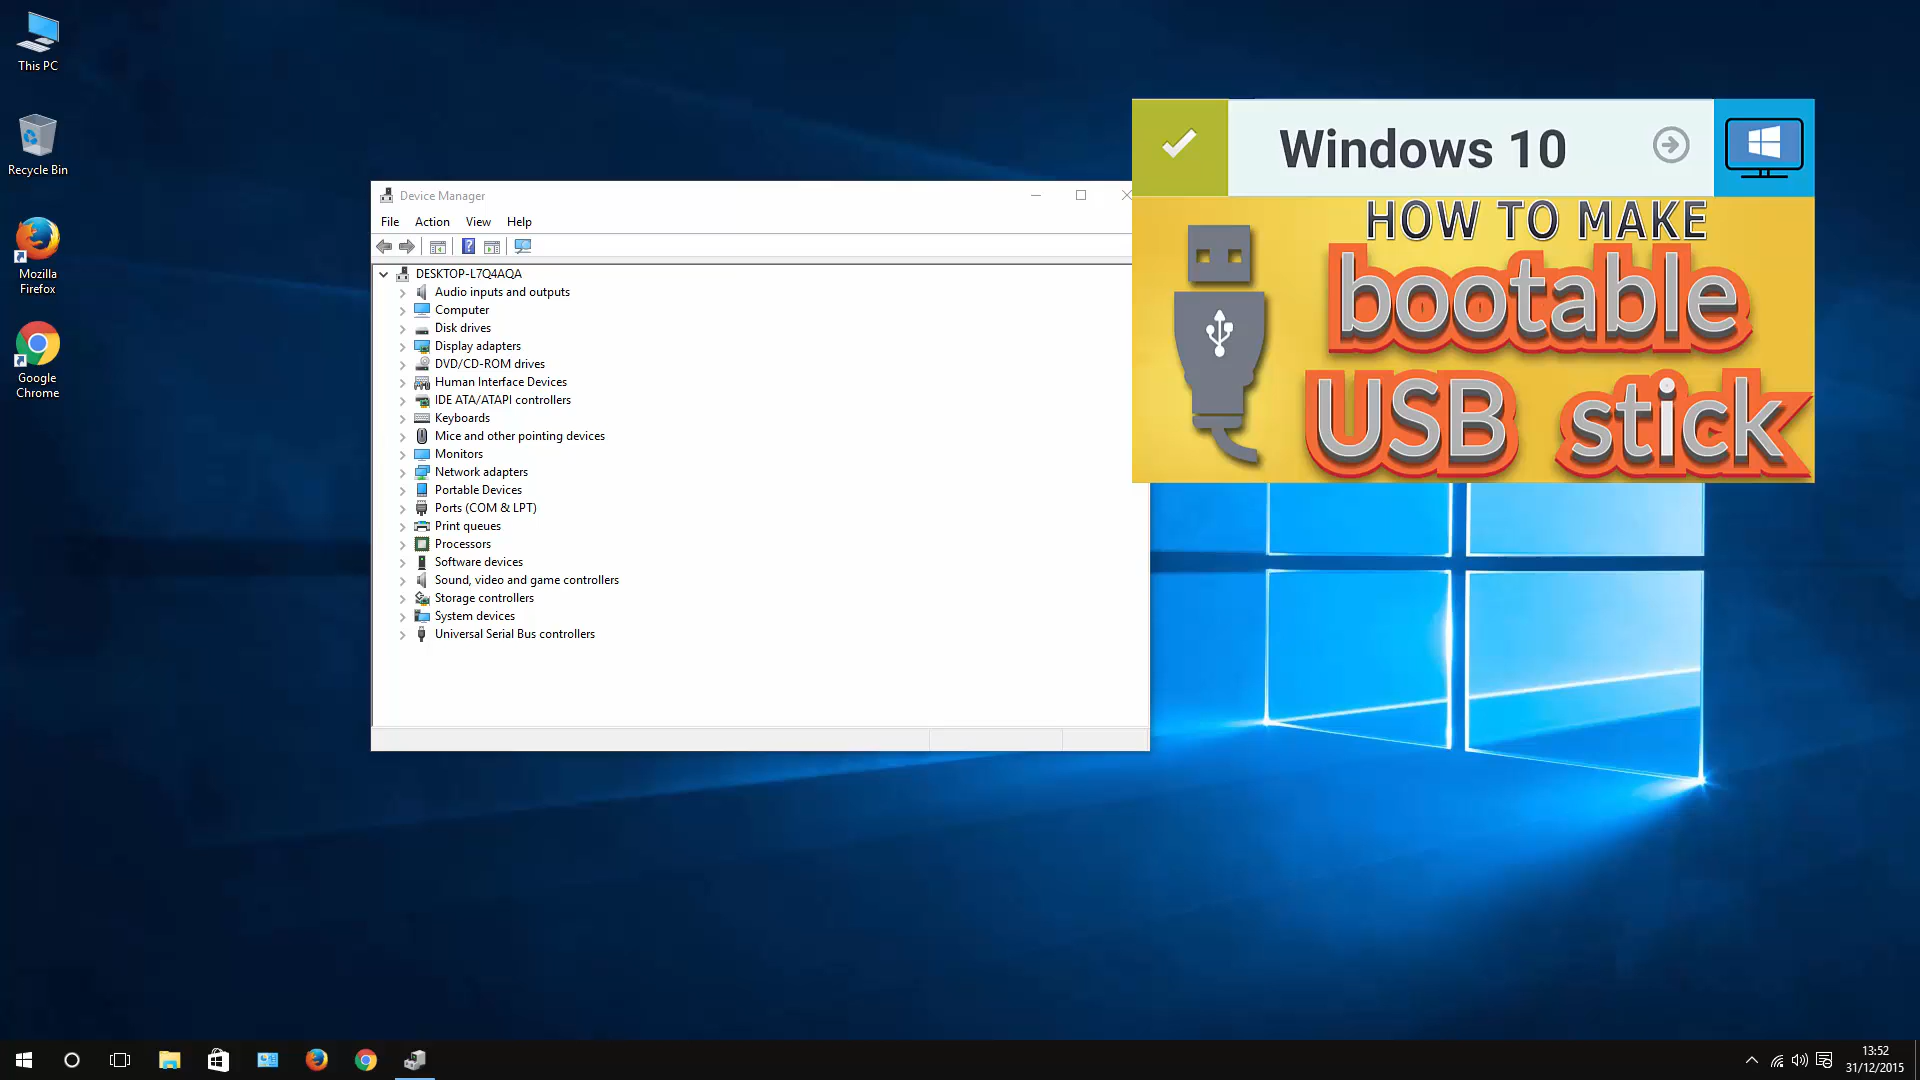 This PC
Recycle Bin
Mozilla
Firefox
Google
Chrome
Device Manager
File Action View Help
DESKTOP-L7Q4AQA
Audio inputs and outputs
Computer
Disk drives
Display adapters
DVD/CD-ROM drives
Human Interface Devices
IDE ATA/ATAPI controllers
Keyboards
Mice and other pointing devices
Monitors
Network adapters
Portable Devices
Ports (COM & LPT)
Print queues
Processors
Software devices
Sound, video and game controllers
Storage controllers
System devices
Universal Serial Bus controllers
Windows 10
HOW TO MAKE
bootable
USB stick
13:52
31/12/2015